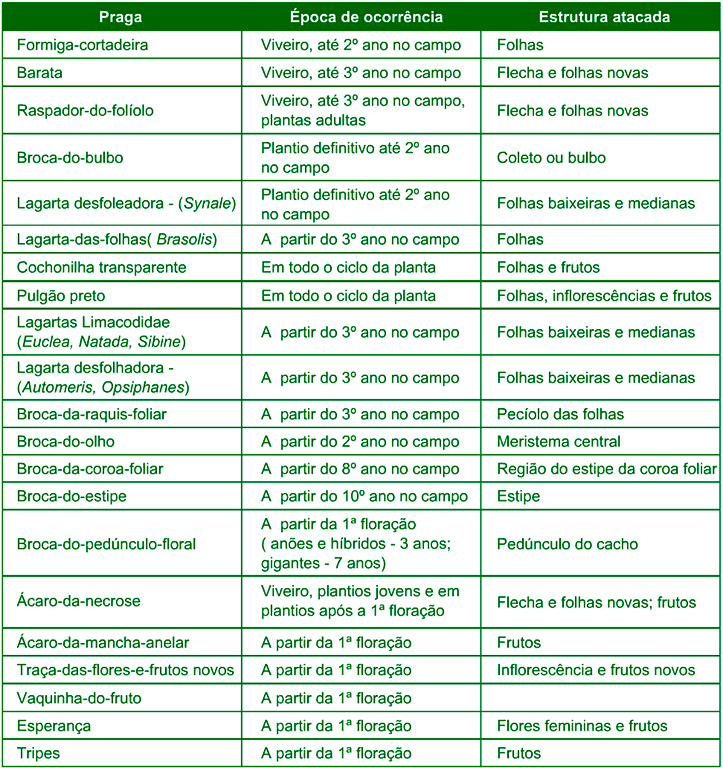 Praga Época de ocorrência Estrutura atacada
Formiga-cortadeira Viveiro, até 2º ano no campo Folhas
Barata Viveiro, até 3º ano no campo Flecha e folhas novas
Raspador-do-folíolo Viveiro, até 3º ano no campo, plantas adultas Flecha e folhas novas
Broca-do-bulbo Plantio definitivo até 2º ano no campo Coleto ou bulbo
Lagarta desfoleadora - (Synale) Plantio definitivo até 2º ano no campo Folhas baixeiras e medianas
Lagarta-das-folhas( Brasolis) A partir do 3º ano no campo Folhas
Cochonilha transparente Em todo o ciclo da planta Folhas e frutos
Pulgão preto Em todo o ciclo da planta Folhas, inflorescências e frutos
Lagartas Limacodidae (Euclea, Natada, Sibine) A partir do 3º ano no campo Folhas baixeiras e medianas
Lagarta desfolhadora - (Automeris, Opsiphanes) A partir do 3º ano no campo Folhas baixeiras e medianas
Broca-da-raquis-foliar A partir do 3º ano no campo Pecíolo das folhas
Broca-do-olho A partir do 2º ano no campo Meristema central
Broca-da-coroa-foliar A partir do 8º ano no campo Região do estipe da coroa foliar
Broca-do-estipe A partir do 10º ano no campo Estipe
Broca-do-pedúnculo-floral A partir da 1ª floração ( anões e híbridos - 3 anos; gigantes - 7 anos) Pedúnculo do cacho
Ácaro-da-necrose Viveiro, plantios jovens e em plantios após a 1ª floração Flecha e folhas novas; frutos
Ácaro-da-mancha-anelar A partir da 1ª floração Frutos
Traça-das-flores-e-frutos novos A partir da 1ª floração Inflorescência e frutos novos
Vaquinha-do-fruto A partir da 1ª floração
Esperança A partir da 1ª floração Flores femininas e frutos
Tripes A partir da 1ª floração Frutos